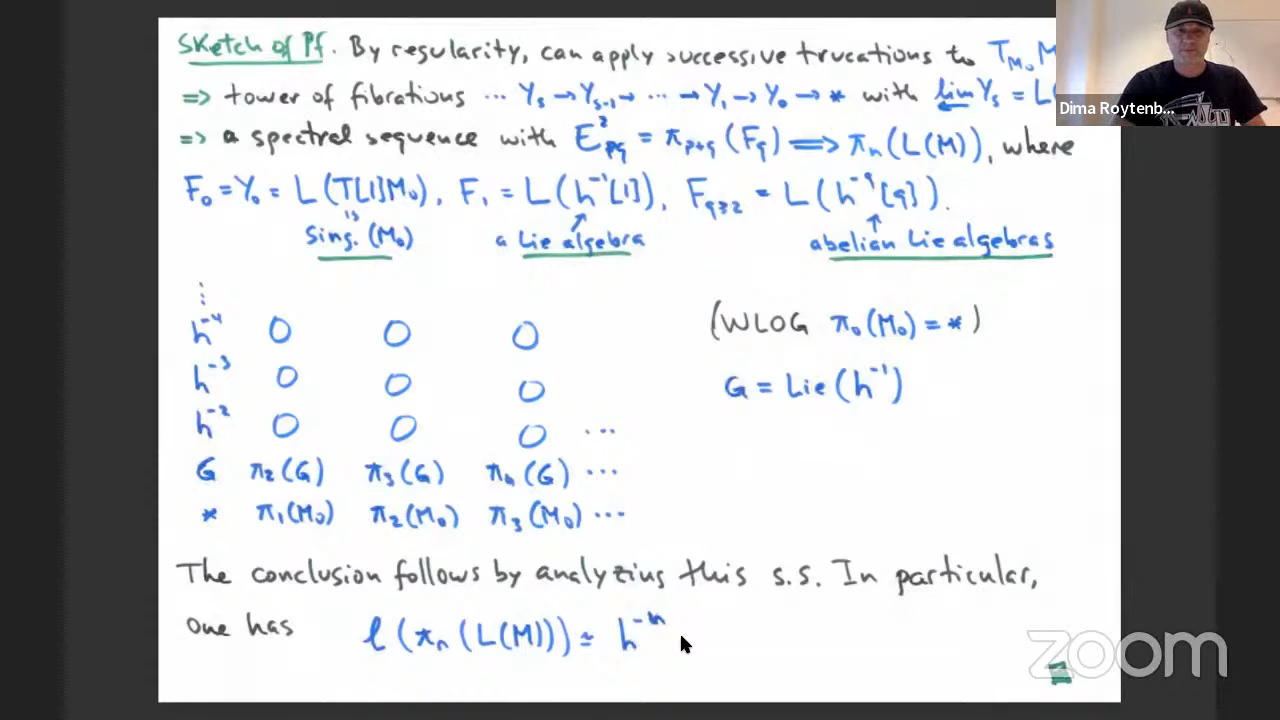 Sketch of Pf. By regularity, can apply successive trucations to T_{M_0} M
Dima Roytenb...
⇒ tower of fibrations ... Y_s → Y_{s-1} → ... → Y_1 → Y_0 → * with lim Y_s = L(
⇒ a spectral sequence with E^2_{pq} = π_{p+q}(F_q) ⇒ π_n(L(M)), where
F_0 = Y_0 = L(T[1]M_0), F_1 = L(h^{-1}[1]), F_{q≥2} = L(h^{-q}[q]).
Sing.(M_0) a Lie algebra abelian Lie algebras
⋮
h^{-4} 0 0 0 (WLOG π_0(M_0) = *)
h^{-3} 0 0 0 G = Lie(h^{-1})
h^{-2} 0 0 0 ...
G π_2(G) π_3(G) π_4(G) ...
* π_1(M_0) π_2(M_0) π_3(M_0) ...
The conclusion follows by analyzing this s.s. In particular,
one has l(π_n(L(M))) ≃ h^{-n}
zoom